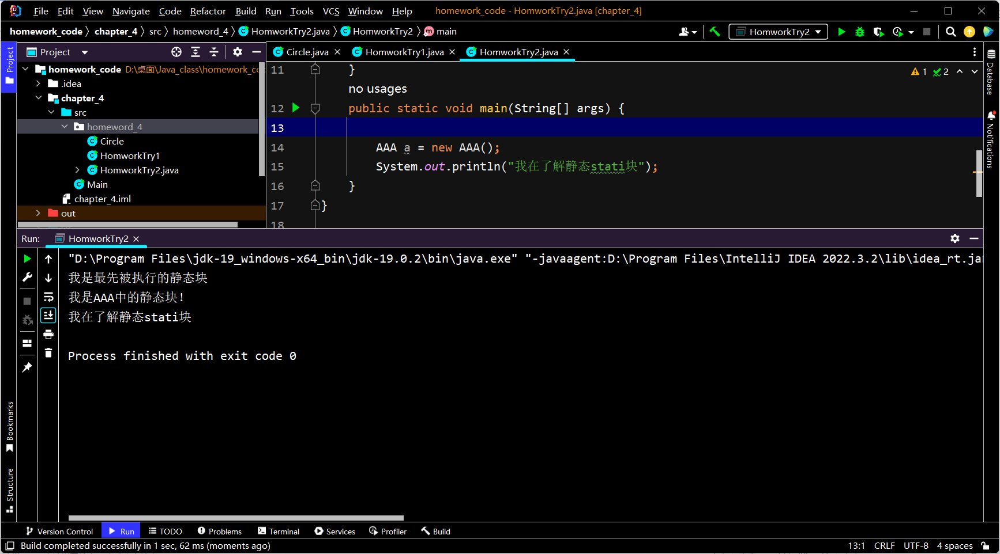 File Edit View Navigate Code Refactor Build Run Tools VCS Window Help homework_code - HomworkTry2.java [chapter_4]
homework_code chapter_4 src homeword_4 HomworkTry2.java HomworkTry2 main HomworkTry2
Project
Project
homework_code D:\桌面\Java_class\homework_co
.idea
chapter_4
src
homeword_4
Circle
HomworkTry1
HomworkTry2.java
Main
chapter_4.iml
out
Circle.java HomworkTry1.java HomworkTry2.java
1 2
11 }
no usages
12 public static void main(String[] args) {
13
14 AAA a = new AAA();
15 System.out.println("我在了解静态stati块");
16 }
17 }
18
Database
Notifications
Run: HomworkTry2
"D:\Program Files\jdk-19_windows-x64_bin\jdk-19.0.2\bin\java.exe" "-javaagent:D:\Program Files\IntelliJ IDEA 2022.3.2\lib\idea_rt.jar
我是最先被执行的静态块
我是AAA中的静态块!
我在了解静态stati块
Process finished with exit code 0
Bookmarks
Structure
Version Control Run TODO Problems Terminal Services Profiler Build
Build completed successfully in 1 sec, 62 ms (moments ago) 13:1 CRLF UTF-8 4 spaces